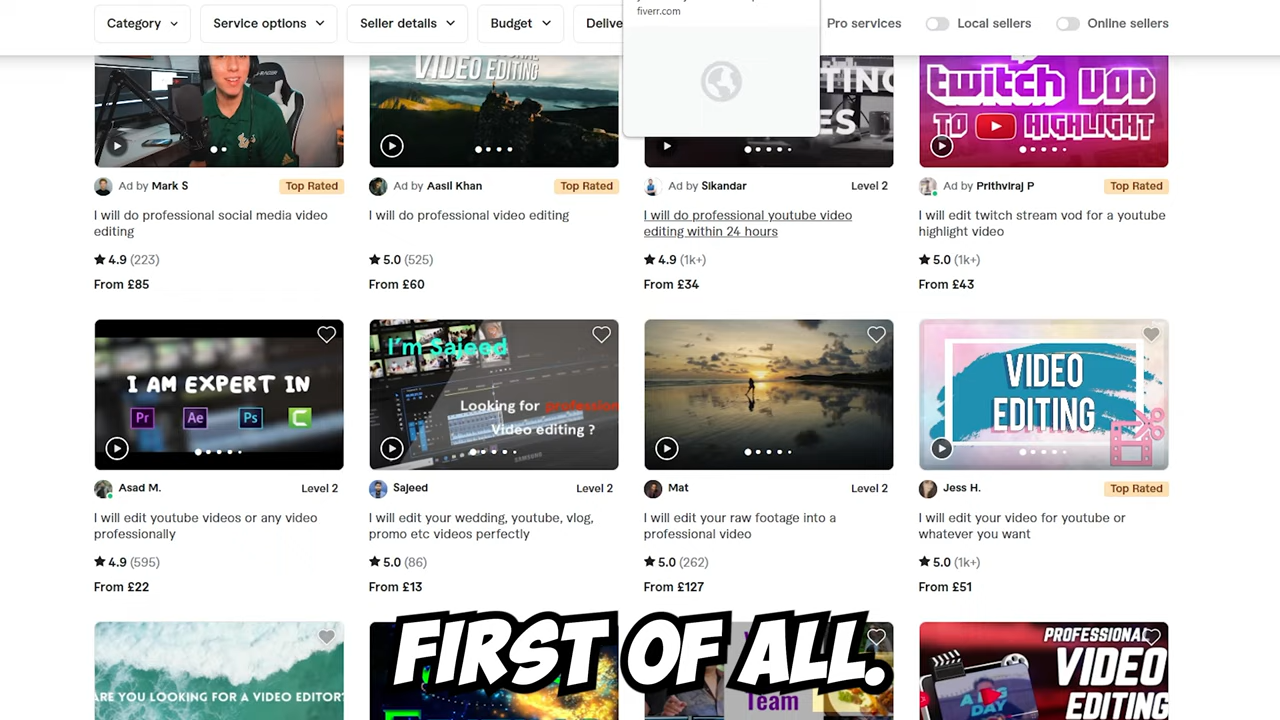 Category
Service options
Seller details
Budget
Delive
fiverr.com
Pro services
Local sellers
Online sellers
VIDEO EDITING
TING
ES
twitch VOD
TO HIGHLIGHT
Ad by Mark S
Top Rated
Ad by Aasil Khan
Top Rated
Ad by Sikandar
Level 2
Ad by Prithviraj P
Top Rated
I will do professional social media video
editing
I will do professional video editing
I will do professional youtube video
editing within 24 hours
I will edit twitch stream vod for a youtube
highlight video
4.9 (223)
5.0 (525)
4.9 (1k+)
5.0 (1k+)
From £85
From £60
From £34
From £43
I AM EXPERT IN
Pr Ae Ps C
I'm Sajeed
Looking for profession
Video editing ?
SAMSUNG
VIDEO
EDITING
Asad M.
Level 2
Sajeed
Level 2
Mat
Level 2
Jess H.
Top Rated
I will edit youtube videos or any video
professionally
I will edit your wedding, youtube, vlog,
promo etc videos perfectly
I will edit your raw footage into a
professional video
I will edit your video for youtube or
whatever you want
4.9 (595)
5.0 (86)
5.0 (262)
5.0 (1k+)
From £22
From £13
From £127
From £51
ARE YOU LOOKING FOR A VIDEO EDITOR?
Team
PROFESSIONAL
VIDEO
EDITING
DAY
FIRST OF ALL.